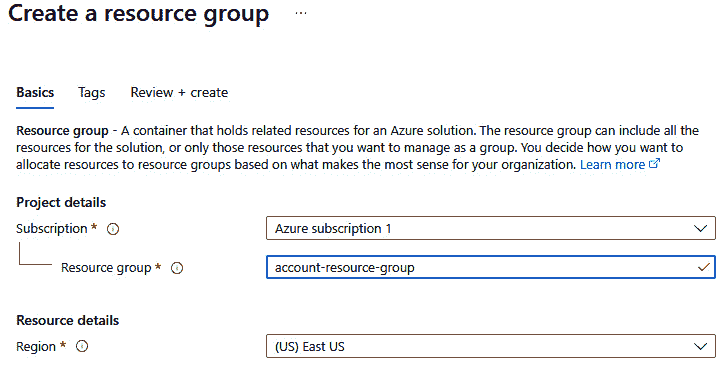 Create a resource group ...
Basics Tags Review + create
Resource group - A container that holds related resources for an Azure solution. The resource group can include all the
resources for the solution, or only those resources that you want to manage as a group. You decide how you want to
allocate resources to resource groups based on what makes the most sense for your organization. Learn more
Project details
Subscription * Azure subscription 1
Resource group * account-resource-group
Resource details
Region * (US) East US